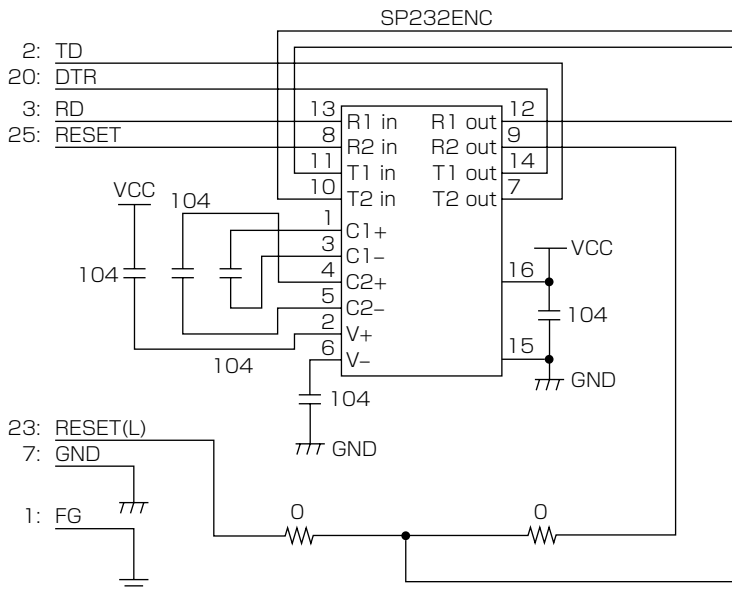 SP232ENC
2: TD
20: DTR
3: RD
25: RESET
13 R1 in R1 out 12
8 R2 in R2 out 9
11 T1 in T1 out 14
10 T2 in T2 out 7
VCC
104
1 C1+
3 C1–
4 C2+
5 C2–
2 V+
6 V–
104
104
16
VCC
104
15
GND
104
GND
23: RESET(L)
7: GND
1: FG
0
0